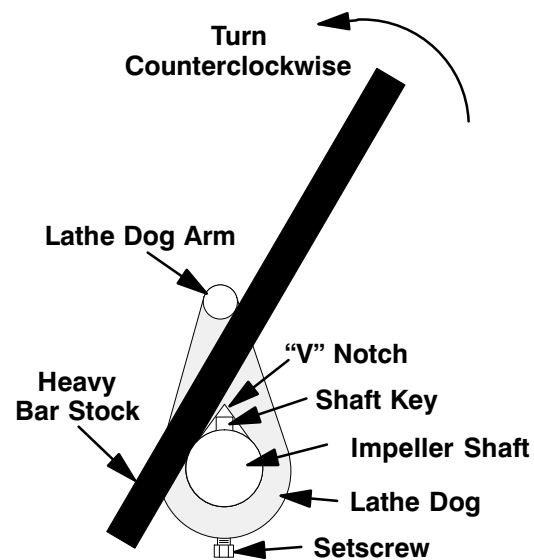 Turn
Counterclockwise
Lathe Dog Arm
“V” Notch
Heavy
Bar Stock
Shaft Key
Impeller Shaft
Lathe Dog
Setscrew